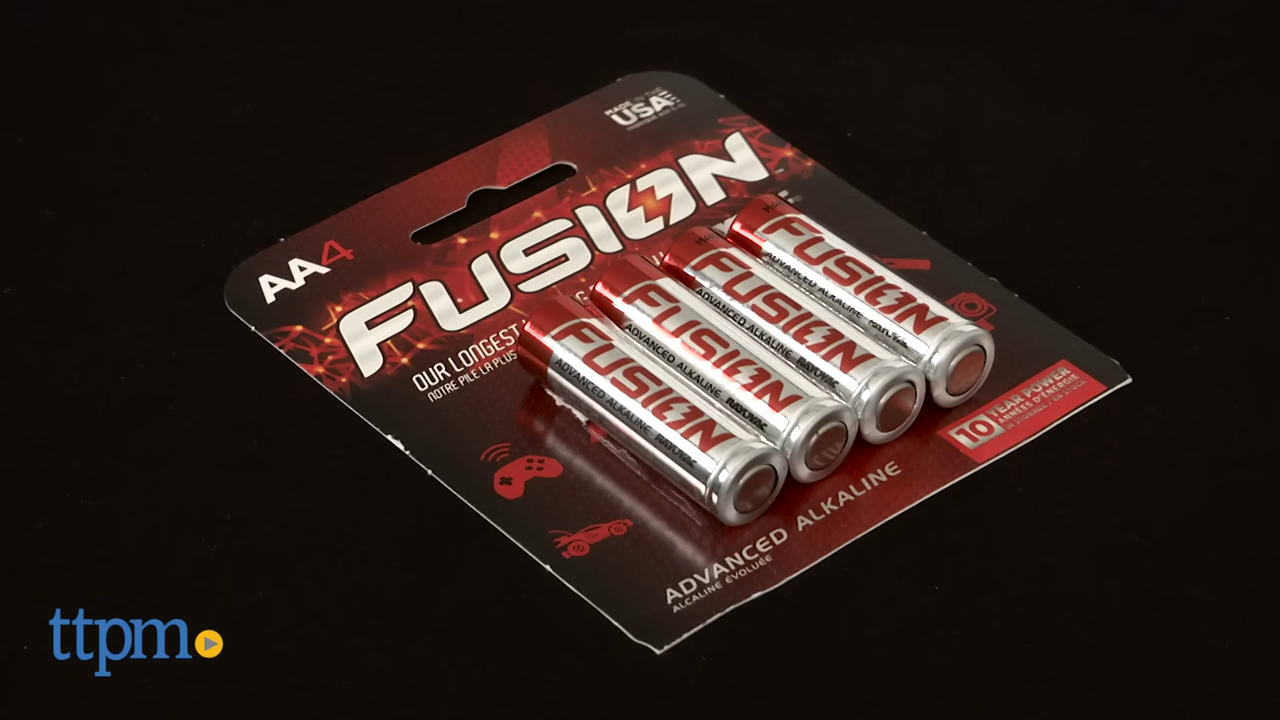 MADE IN THE
USA
AA4
FUSION
OUR LONGEST
NOTRE PILE LA PLUS
FUSION
ADVANCED ALKALINE RAYOVAC
FUSION
ADVANCED ALKALINE RAYOVAC
FUSION
ADVANCED ALKALINE RAYOVAC
FUSION
ADVANCED ALKALINE RAYOVAC
10 YEAR POWER
ANNÉES D'ÉNERGIE
ADVANCED ALKALINE
ALCALINE ÉVOLUÉE
ttpm